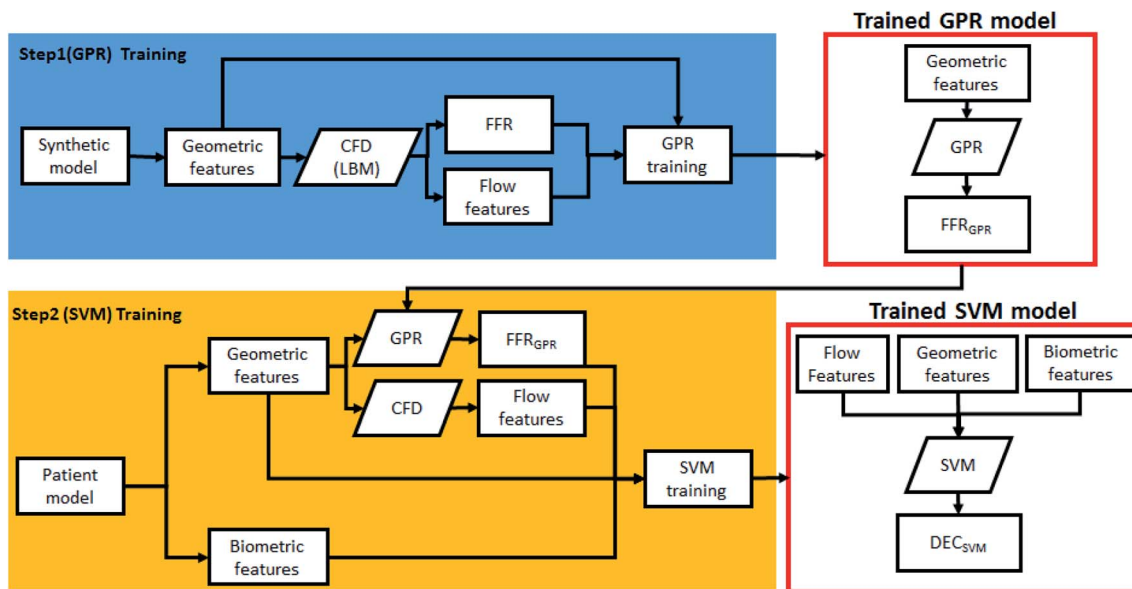 Trained GPR model
Step1(GPR) Training
Geometric
features
FFR
Synthetic
model
Geometric
features
CFD
(LBM)
GPR
training
GPR
Flow
features
FFRGPR
Step2 (SVM) Training
Trained SVM model
GPR
FFRGPR
Geometric
features
Flow
Features
Geometric
features
Biometric
features
CFD
Flow
features
Patient
model
SVM
training
SVM
Biometric
features
DECSVM